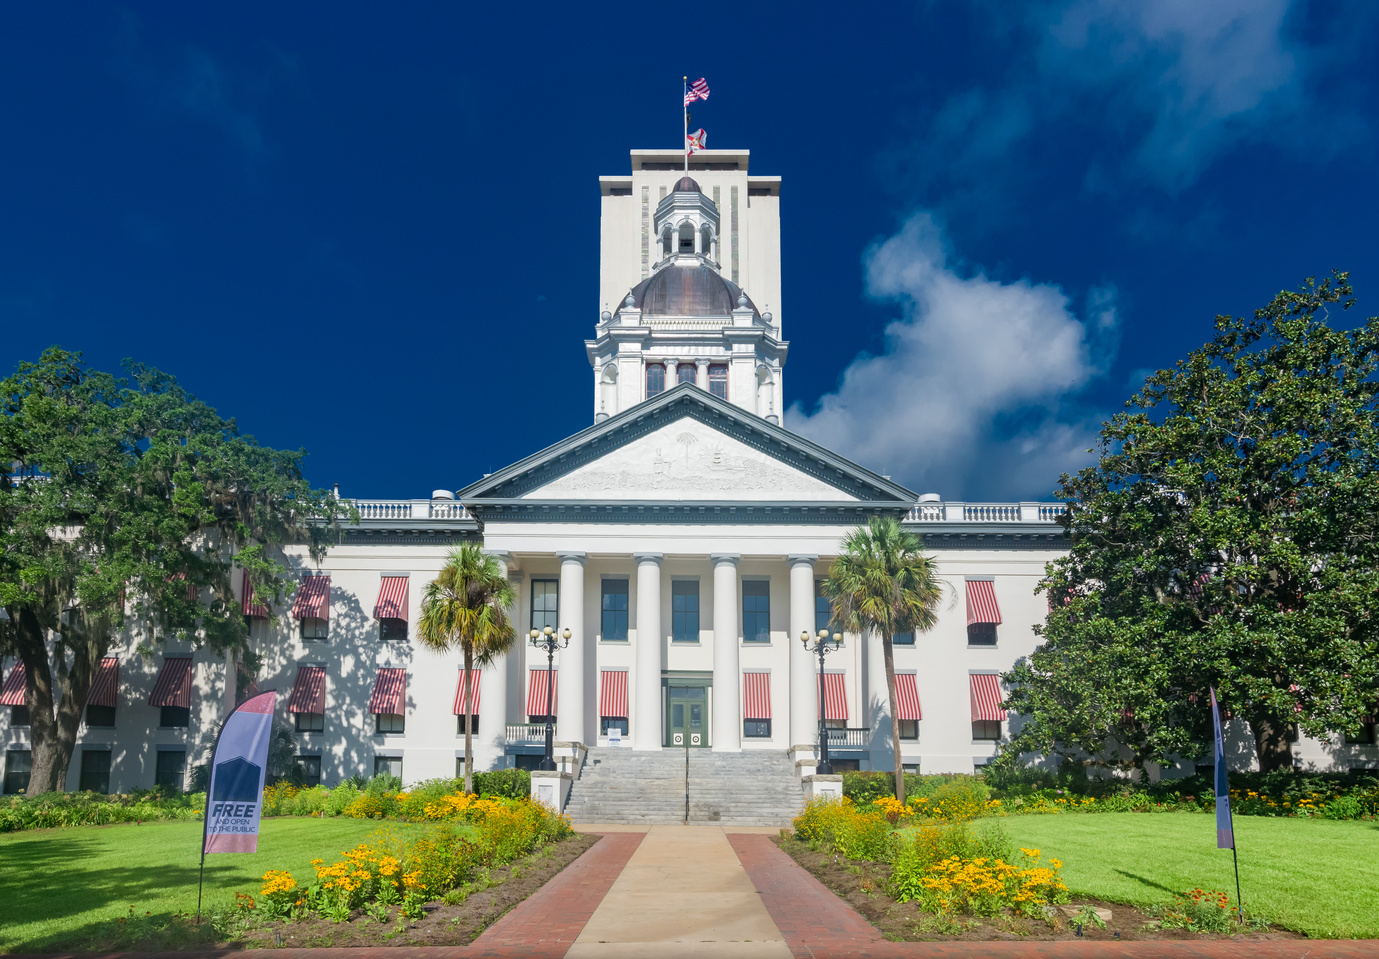 FREE
AND OPEN
TO THE PUBLIC